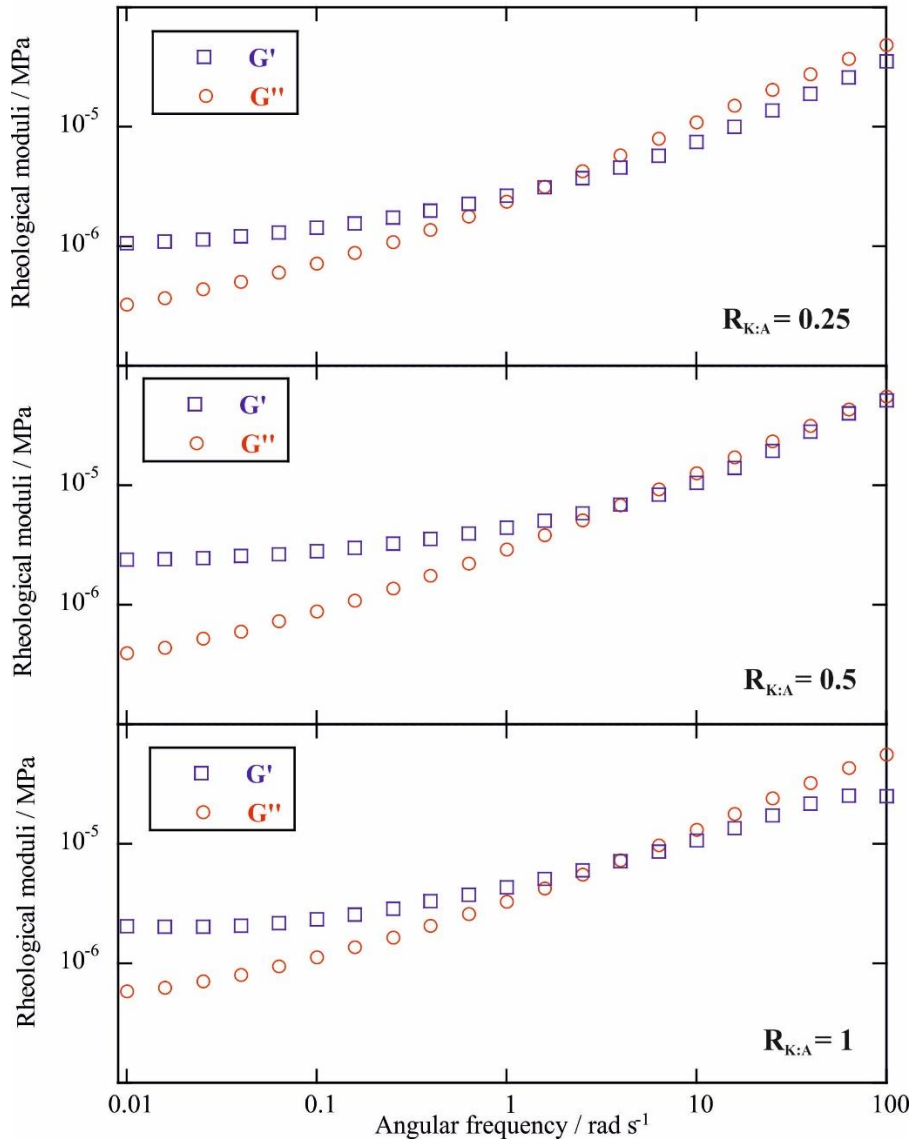 G'
G''
10⁻⁵
10⁻⁶
Rheological moduli / MPa
R_K:A = 0.25
G'
G''
10⁻⁵
10⁻⁶
Rheological moduli / MPa
R_K:A = 0.5
G'
G''
10⁻⁵
10⁻⁶
Rheological moduli / MPa
R_K:A = 1
0.01 0.1 1 10 100
Angular frequency / rad s⁻¹